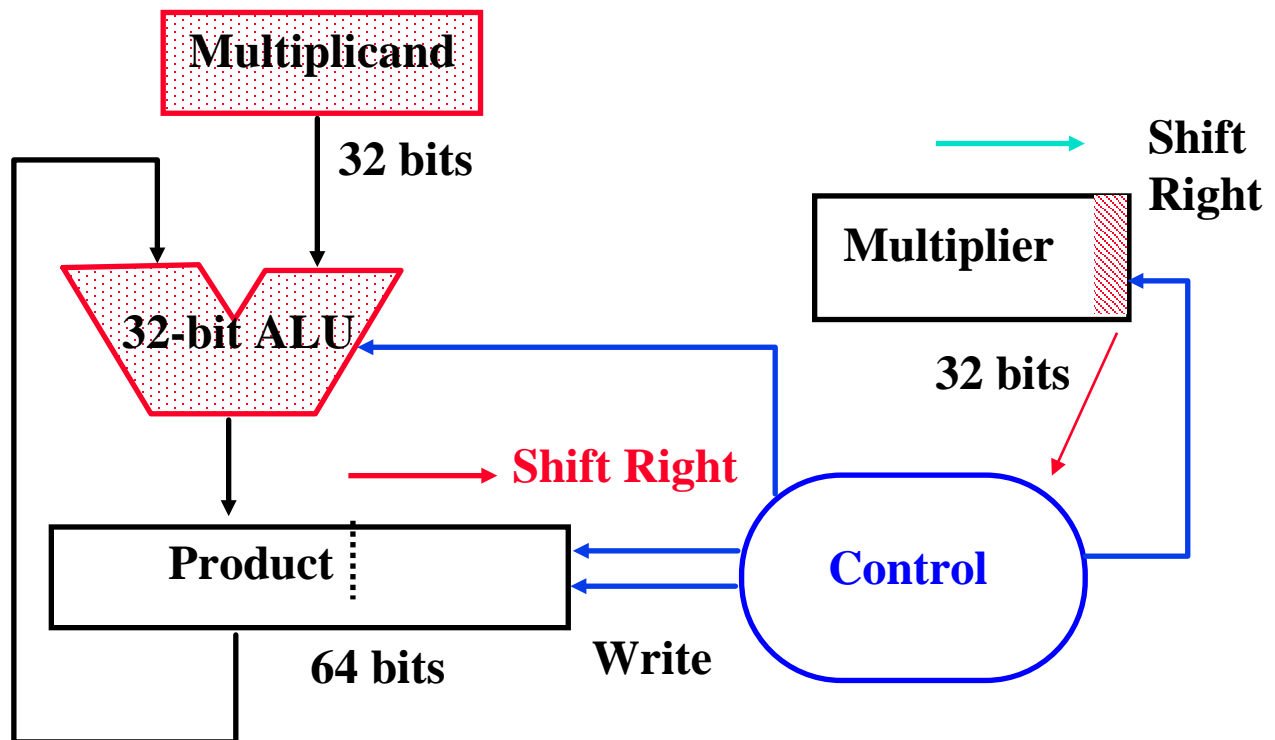 Multiplicand
32 bits
Shift
Right
Multiplier
32-bit ALU
32 bits
Shift Right
Product
Control
64 bits
Write